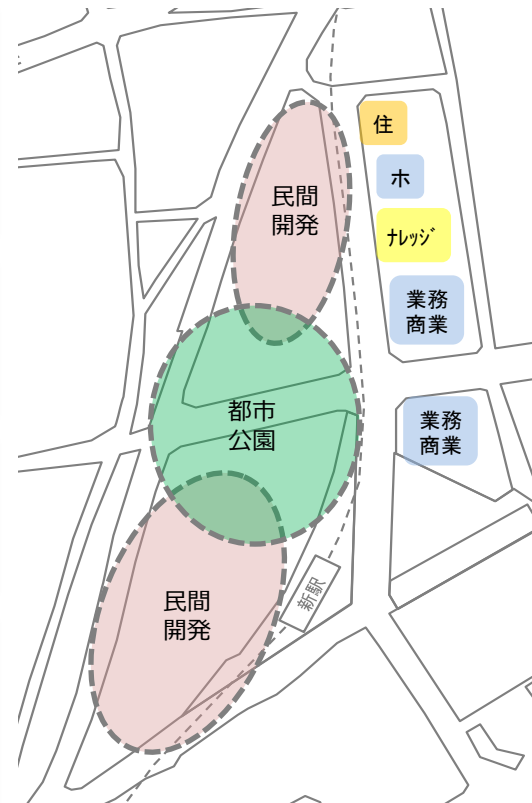 住
ホ
民間
開発
ナレッジ
業務
商業
都市
公園
業務
商業
新駅
民間
開発